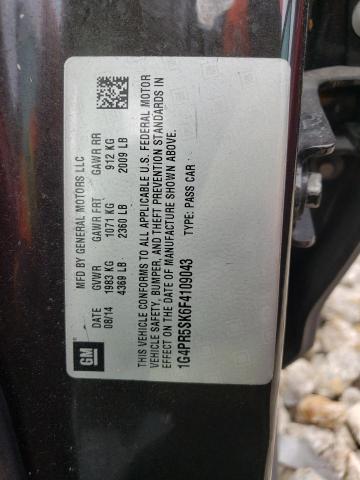 MFD BY GENERAL MOTORS LLC
08/14 GVWR GAWR FRT GAWR RR
1983 KG 1071 KG 912 KG
4369 LB 2360 LB 2009 LB
THIS VEHICLE CONFORMS TO ALL APPLICABLE U.S. FEDERAL MOTOR
VEHICLE SAFETY, BUMPER, AND THEFT PREVENTION STANDARDS IN
EFFECT ON THE DATE OF MANUFACTURE SHOWN ABOVE.
1G4PR5SK6F4109043 TYPE: PASS CAR
GM